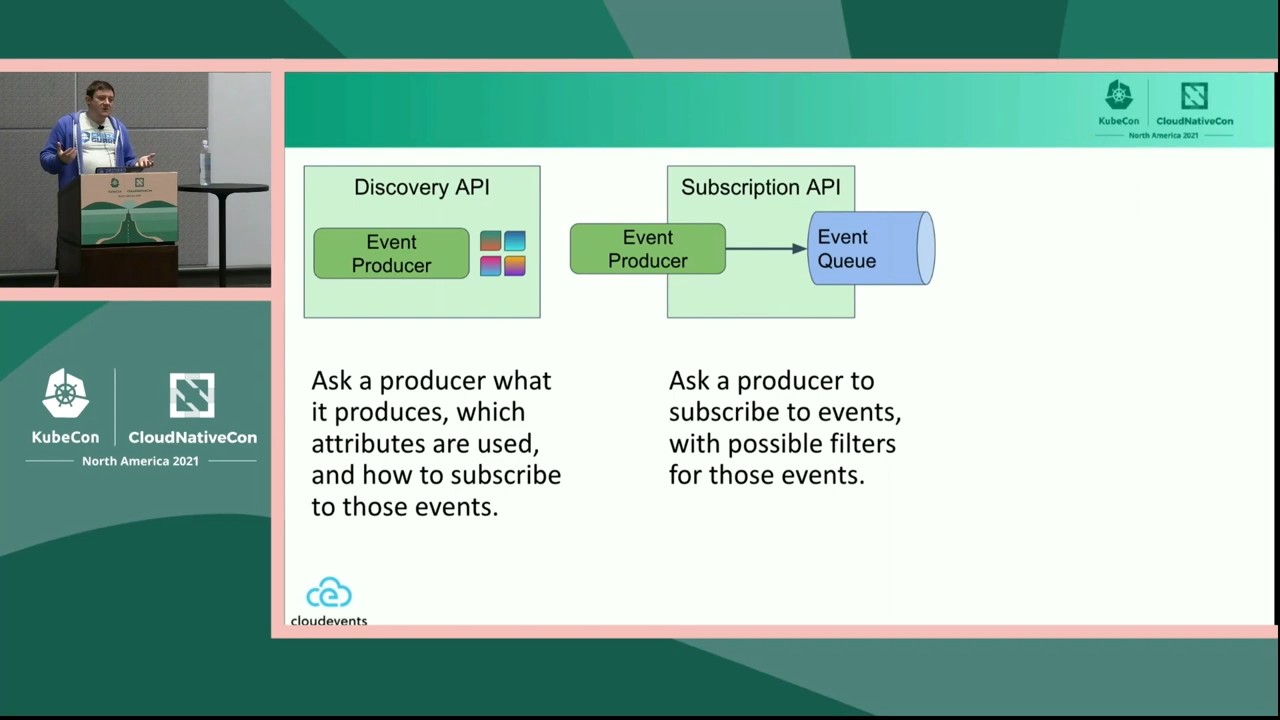 KubeCon
CloudNativeCon
North America 2021
Discovery API
Event
Producer
Subscription API
Event
Producer
Event
Queue
Ask a producer what
it produces, which
attributes are used,
and how to subscribe
to those events.
Ask a producer to
subscribe to events,
with possible filters
for those events.
cloudevents
KubeCon
CloudNativeCon
North America 2021